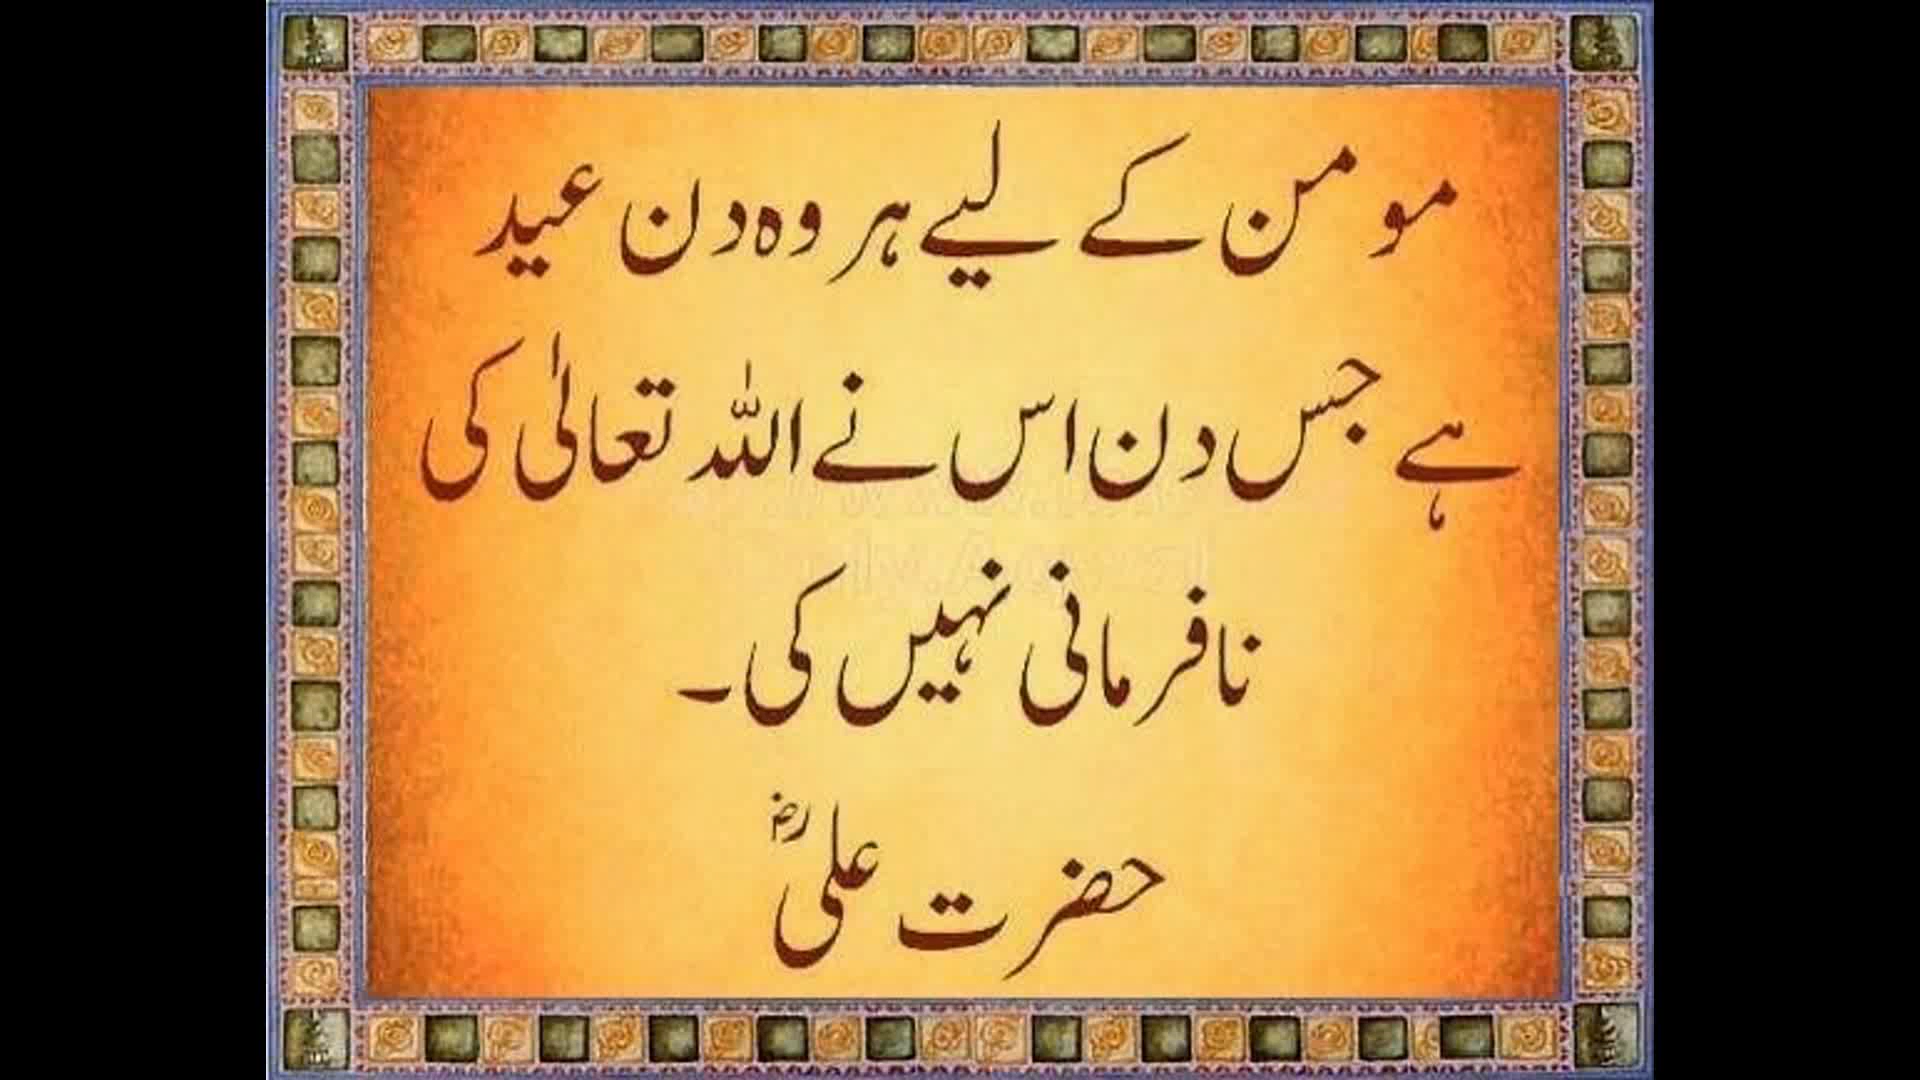 مومن کے لیے ہر وہ دن عید
ہے جس دن اس نے اللہ تعالیٰ کی
نافرمانی نہیں کی۔
حضرت علیؓ